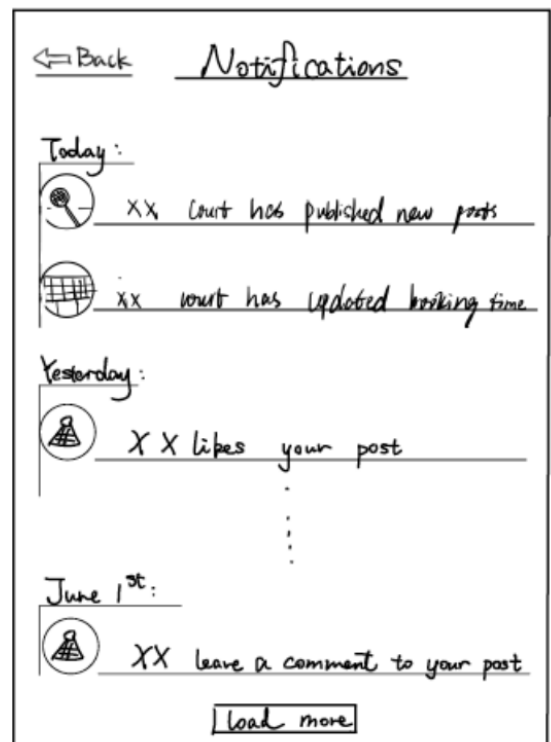 Back
Notifications
Today:
XX court has published new posts
XX court has updated booking time
Yesterday:
XX likes your post
June 1st:
XX leave a comment to your post
load more